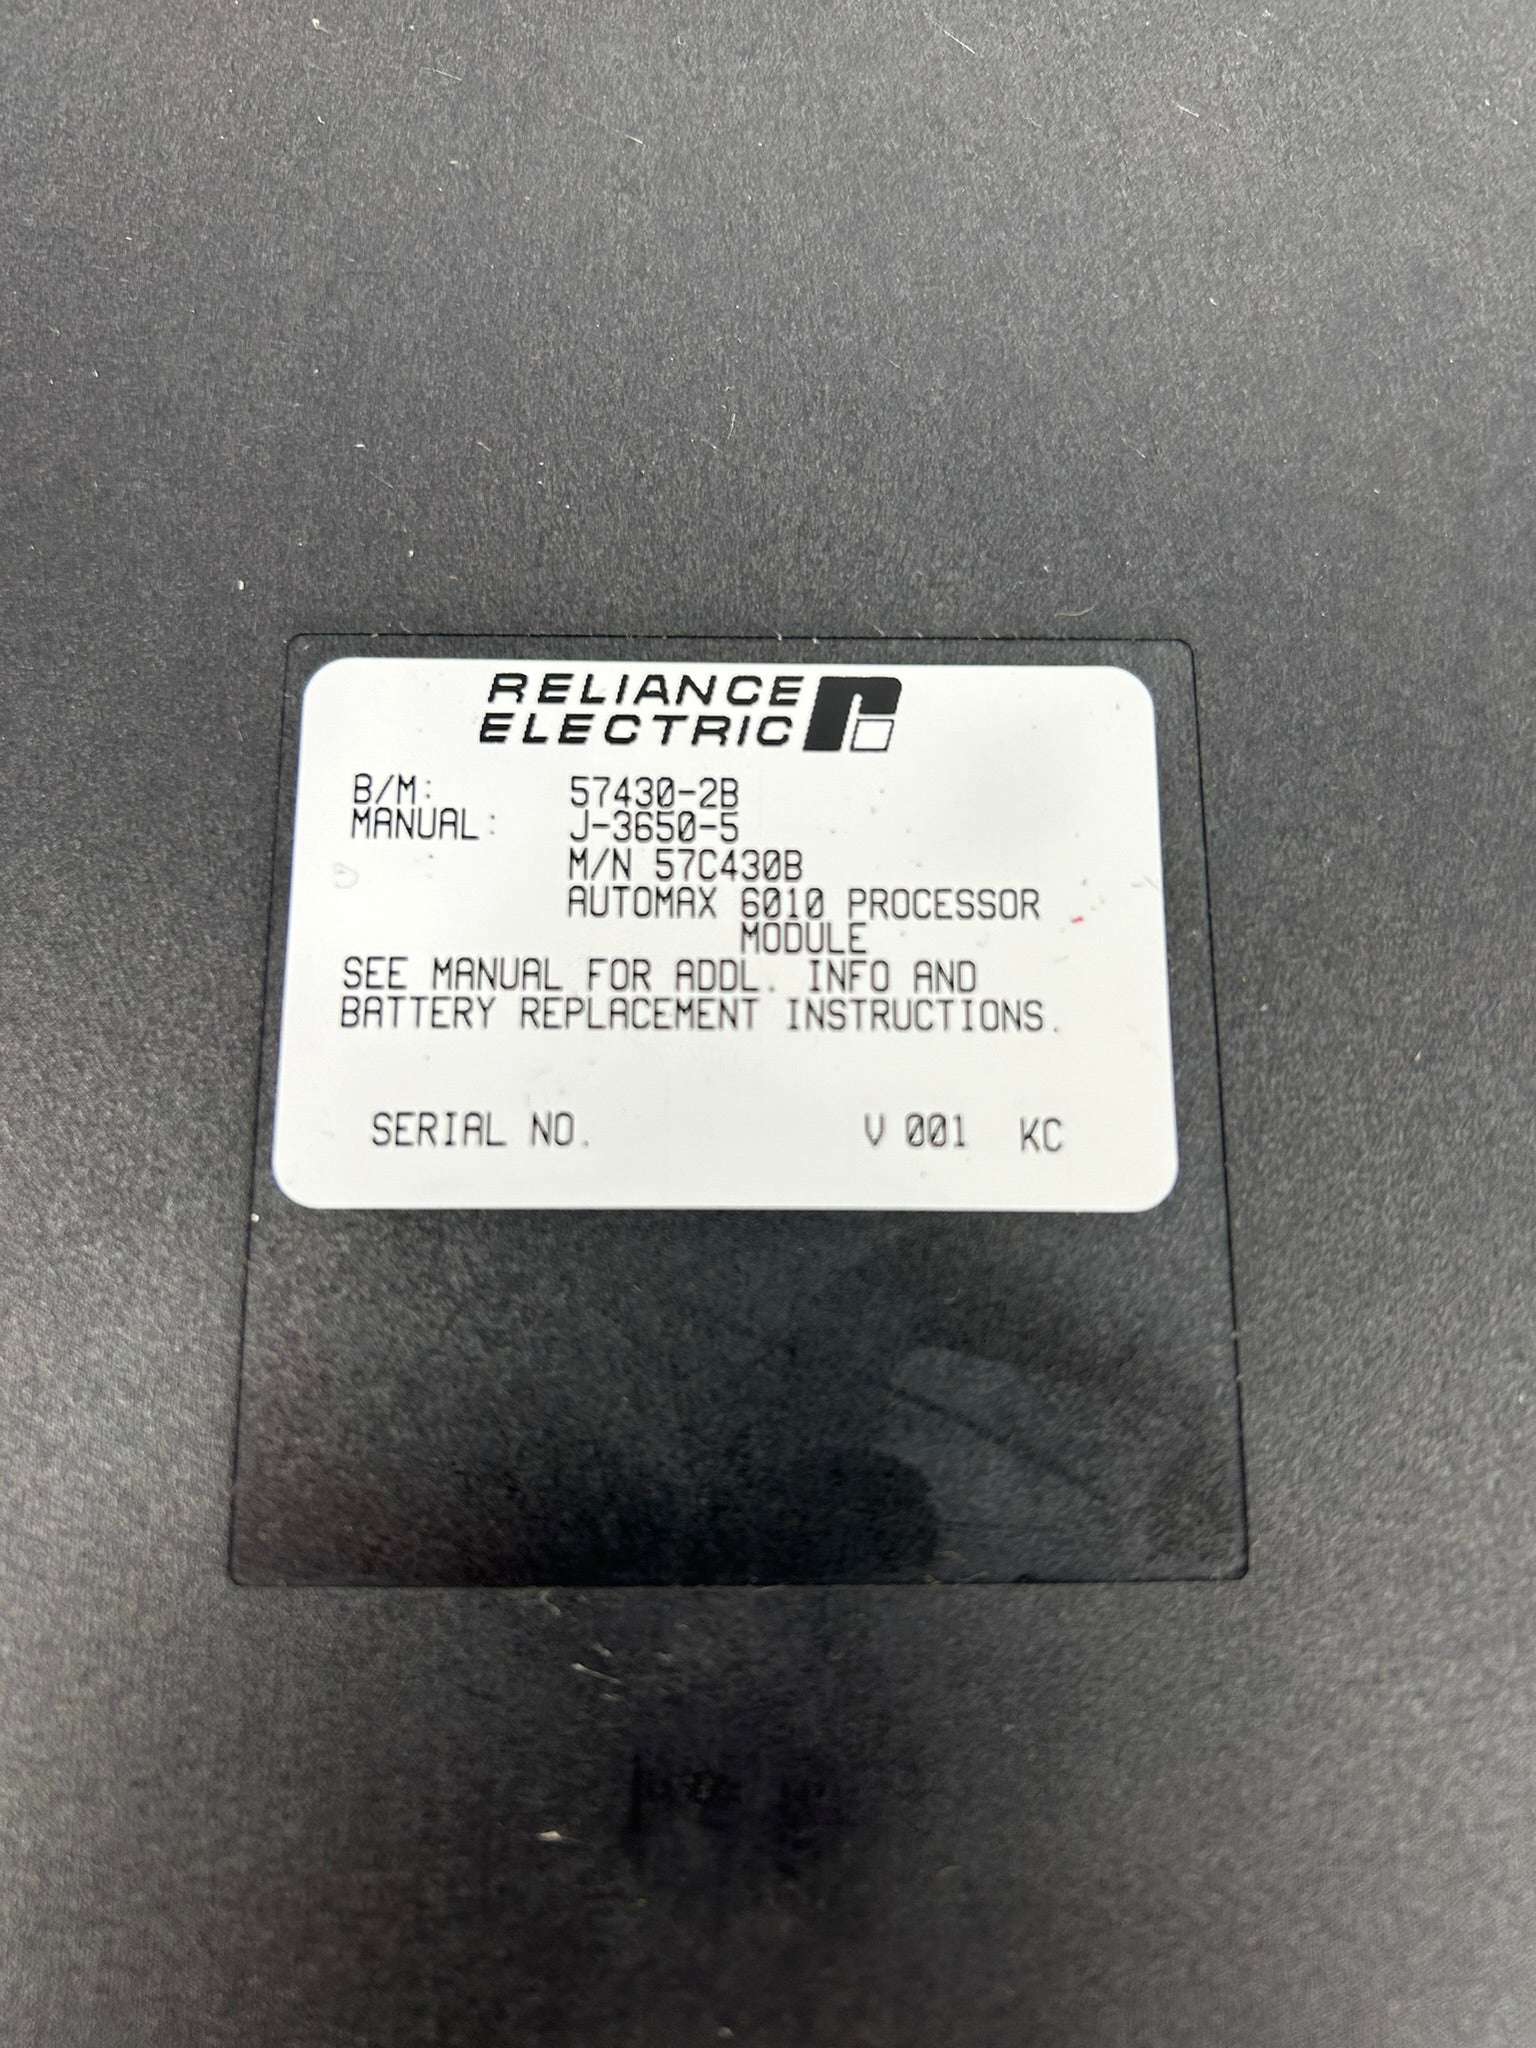 RELIANCE
ELECTRIC
B/M: 57430-2B
MANUAL: J-3650-5
M/N 57C430B
AUTOMAX 6010 PROCESSOR
MODULE
SEE MANUAL FOR ADDL. INFO AND
BATTERY REPLACEMENT INSTRUCTIONS.
SERIAL NO. V 001 KC